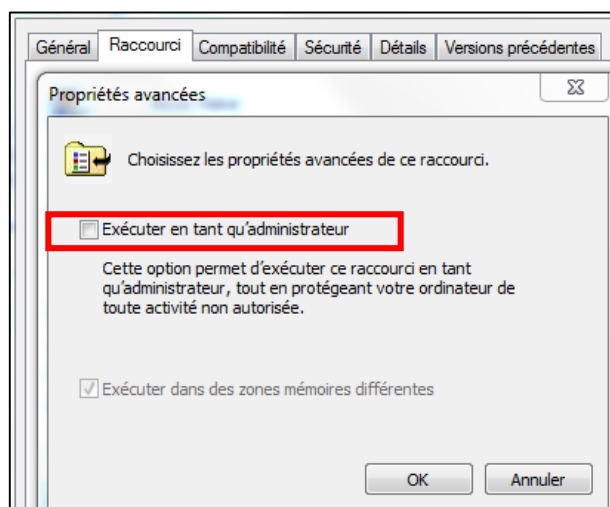 Général Raccourci Compatibilité Sécurité Détails Versions précédentes
Propriétés avancées
Choisissez les propriétés avancées de ce raccourci.
Exécuter en tant qu'administrateur
Cette option permet d'exécuter ce raccourci en tant
qu'administrateur, tout en protégeant votre ordinateur de
toute activité non autorisée.
Exécuter dans des zones mémoires différentes
OK Annuler